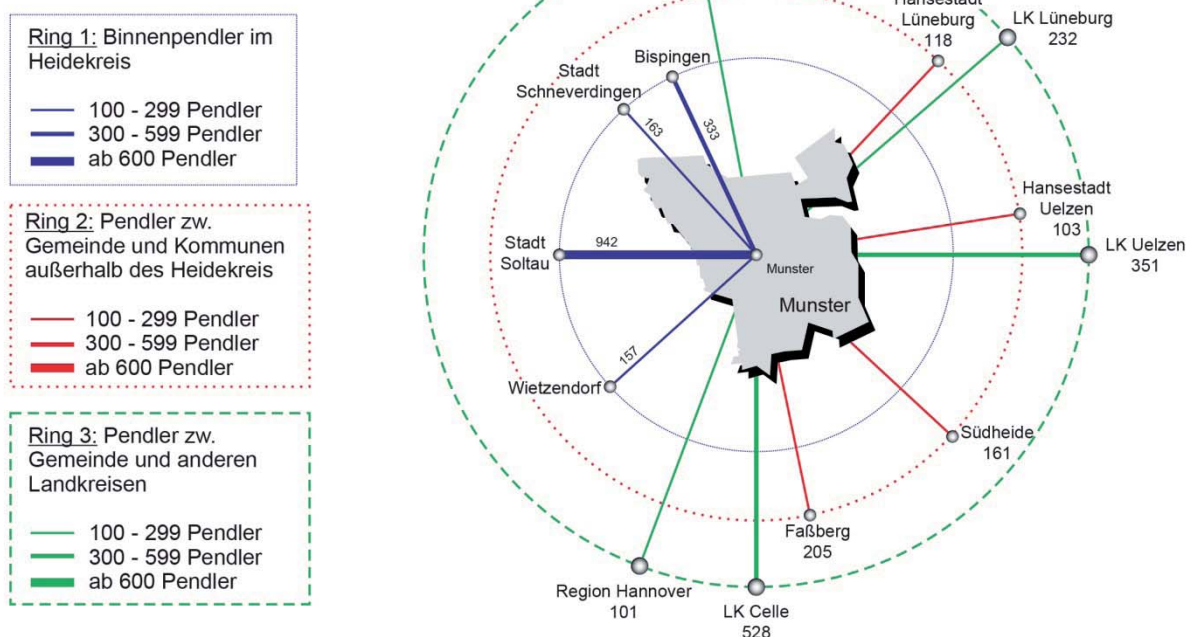 Ring 1: Binnenpendler im
Heidekreis
100 - 299 Pendler
300 - 599 Pendler
ab 600 Pendler
Ring 2: Pendler zw.
Gemeinde und Kommunen
außerhalb des Heidekreis
100 - 299 Pendler
300 - 599 Pendler
ab 600 Pendler
Ring 3: Pendler zw.
Gemeinde und anderen
Landkreisen
100 - 299 Pendler
300 - 599 Pendler
ab 600 Pendler
Hansestadt
Lüneburg
118
LK Lüneburg
232
Bispingen
333
Stadt
Schneverdingen
163
Hansestadt
Uelzen
103
LK Uelzen
351
Stadt
Soltau
942
Munster
Munster
157
Wietzendorf
Südheide
161
Faßberg
205
Region Hannover
101
LK Celle
528